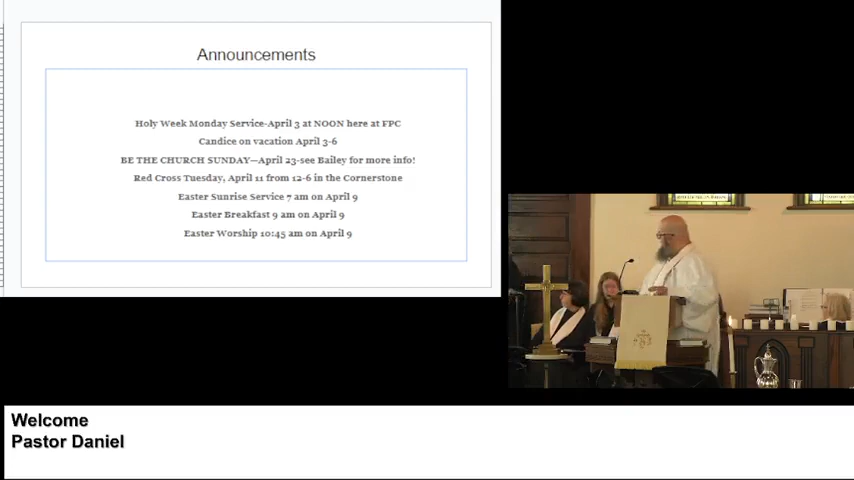 Announcements
Holy Week Monday Service-April 3 at NOON here at FPC
Candice on vacation April 3-6
BE THE CHURCH SUNDAY—April 23-see Bailey for more info!
Red Cross Tuesday, April 11 from 12-6 in the Cornerstone
Easter Sunrise Service 7 am on April 9
Easter Breakfast 9 am on April 9
Easter Worship 10:45 am on April 9
Welcome
Pastor Daniel